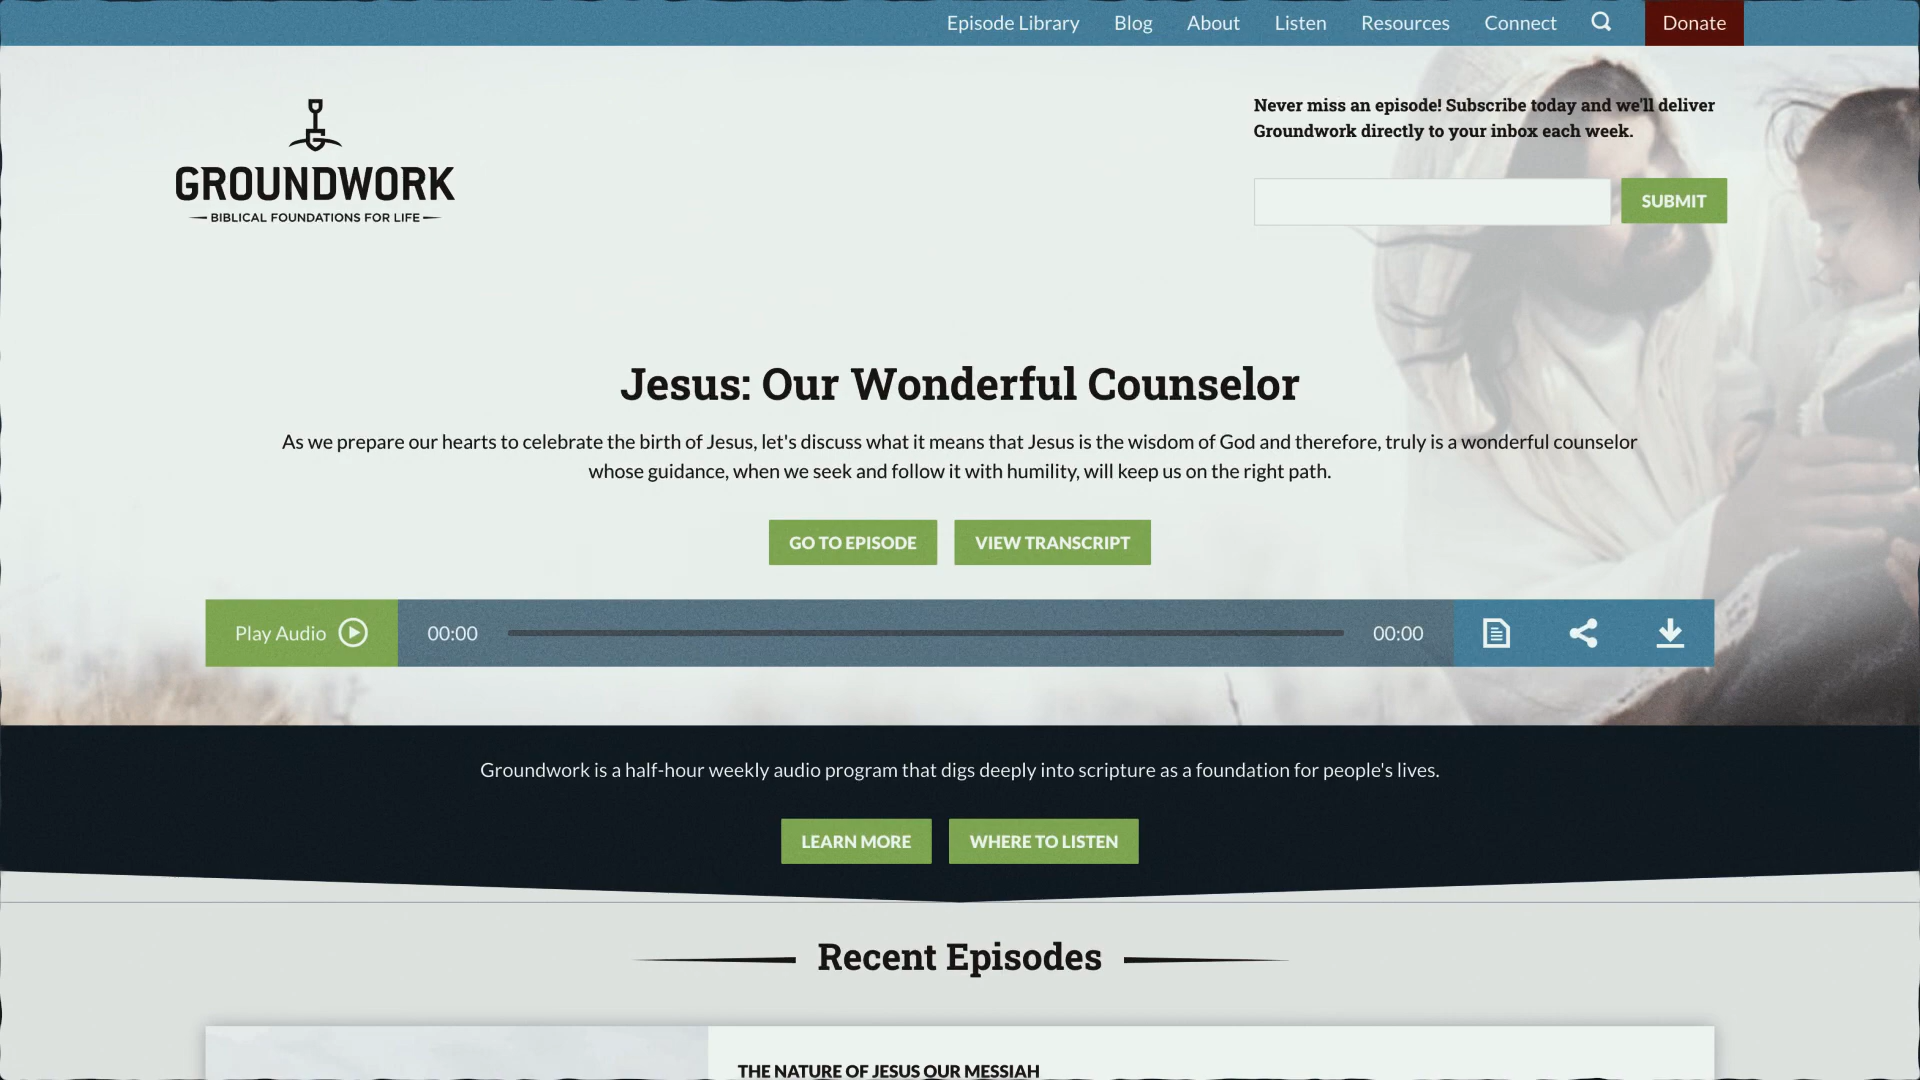 Episode Library Blog About Listen Resources Connect Donate
Never miss an episode! Subscribe today and we'll deliver
Groundwork directly to your inbox each week.
SUBMIT
G
GROUNDWORK
BIBLICAL FOUNDATIONS FOR LIFE
Jesus: Our Wonderful Counselor
As we prepare our hearts to celebrate the birth of Jesus, let's discuss what it means that Jesus is the wisdom of God and therefore, truly is a wonderful counselor
whose guidance, when we seek and follow it with humility, will keep us on the right path.
GO TO EPISODE VIEW TRANSCRIPT
Play Audio 00:00 00:00
Groundwork is a half-hour weekly audio program that digs deeply into scripture as a foundation for people's lives.
LEARN MORE WHERE TO LISTEN
Recent Episodes
THE NATURE OF JESUS OUR MESSIAH